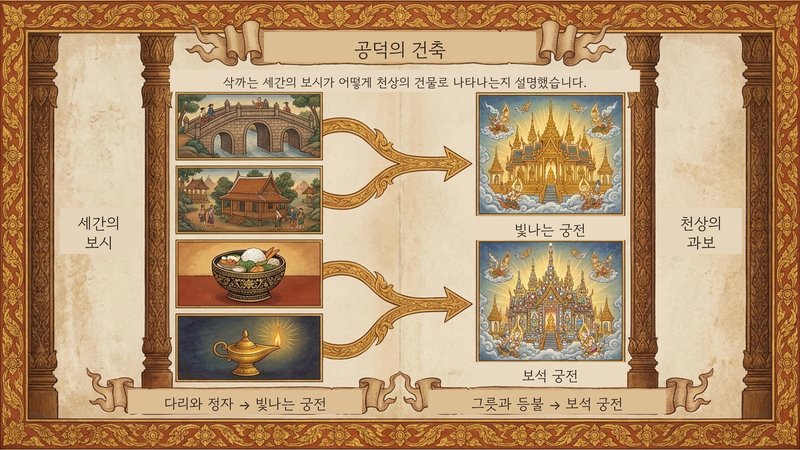 공덕의 건축
삭까는 세간의 보시가 어떻게 천상의 건물로 나타나는지 설명했습니다.
세간의
보시
빛나는 궁전
보석 궁전
천상의
과보
다리와 정자 → 빛나는 궁전
그릇과 등불 → 보석 궁전